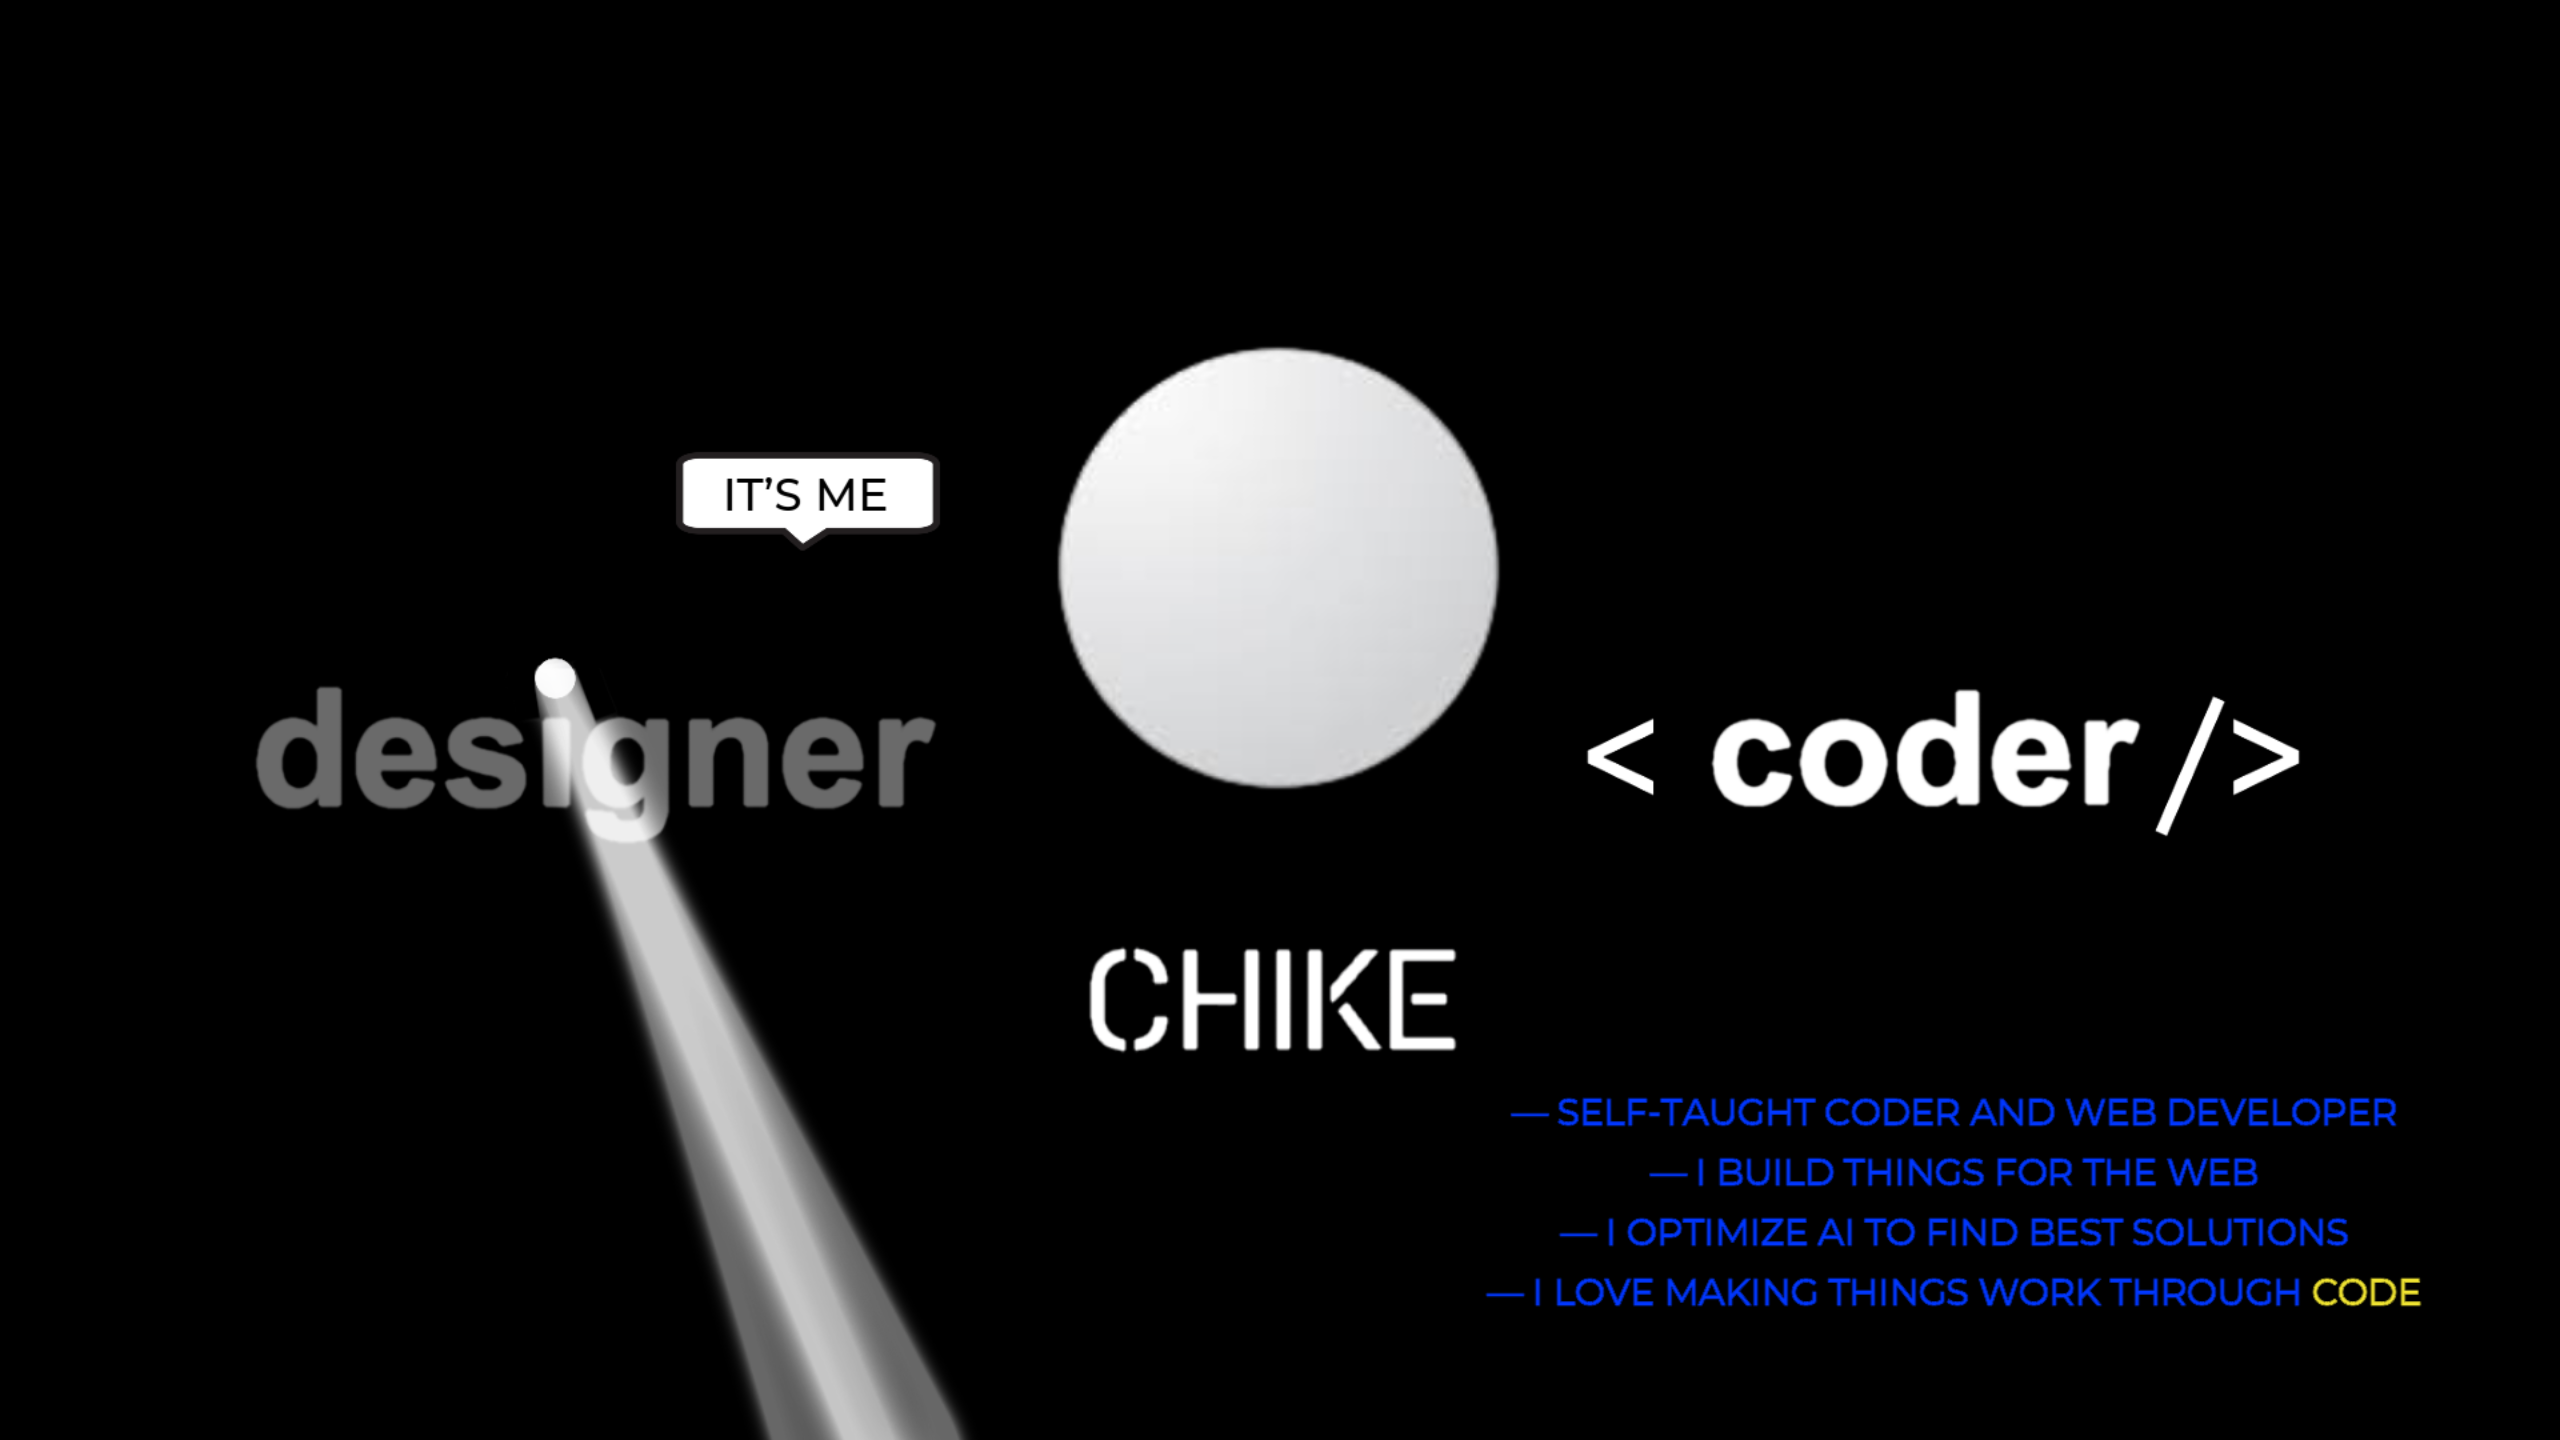 IT'S ME
designer
< coder />
CHIKE
— SELF-TAUGHT CODER AND WEB DEVELOPER
— I BUILD THINGS FOR THE WEB
— I OPTIMIZE AI TO FIND BEST SOLUTIONS
— I LOVE MAKING THINGS WORK THROUGH CODE